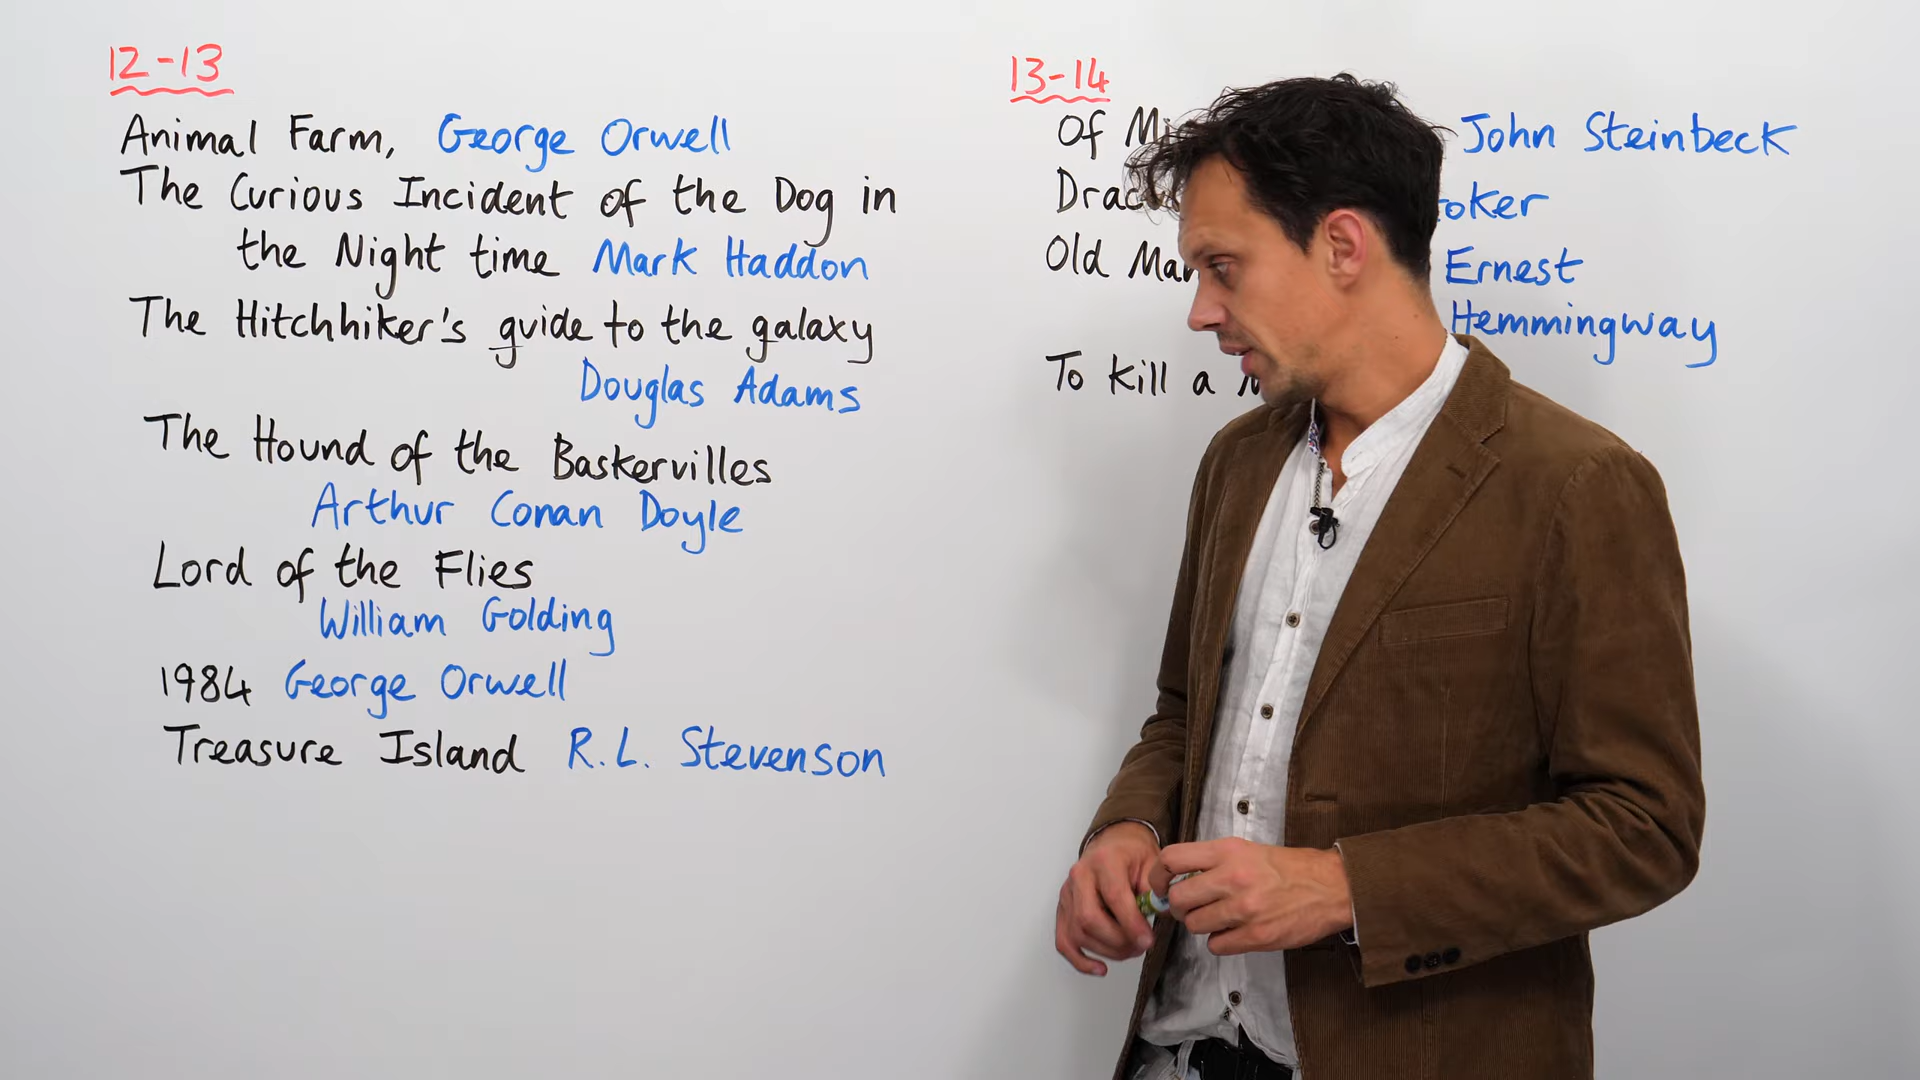 12-13
Animal Farm, George Orwell
The Curious Incident of the Dog in
the Night time Mark Haddon
The Hitchhiker's guide to the galaxy
Douglas Adams
The Hound of the Baskervilles
Arthur Conan Doyle
Lord of the Flies
William Golding
1984 George Orwell
Treasure Island R.L. Stevenson
13-14
Of John Steinbeck
Old Ernest
Hemmingway
To Kill a